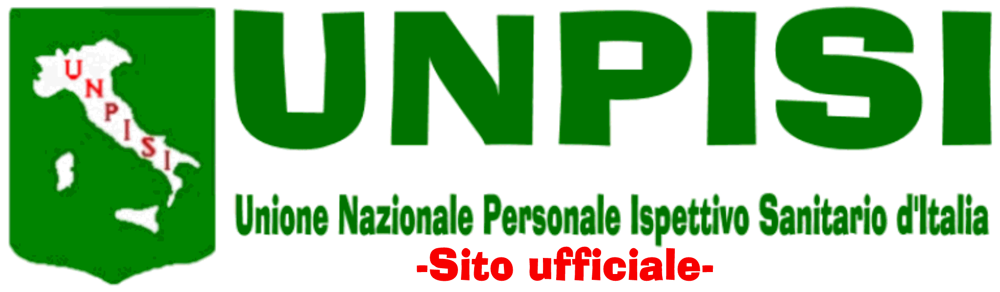 UNPISI
UNPISI
Unione Nazionale Personale Ispettivo Sanitario d'Italia
-Sito ufficiale-